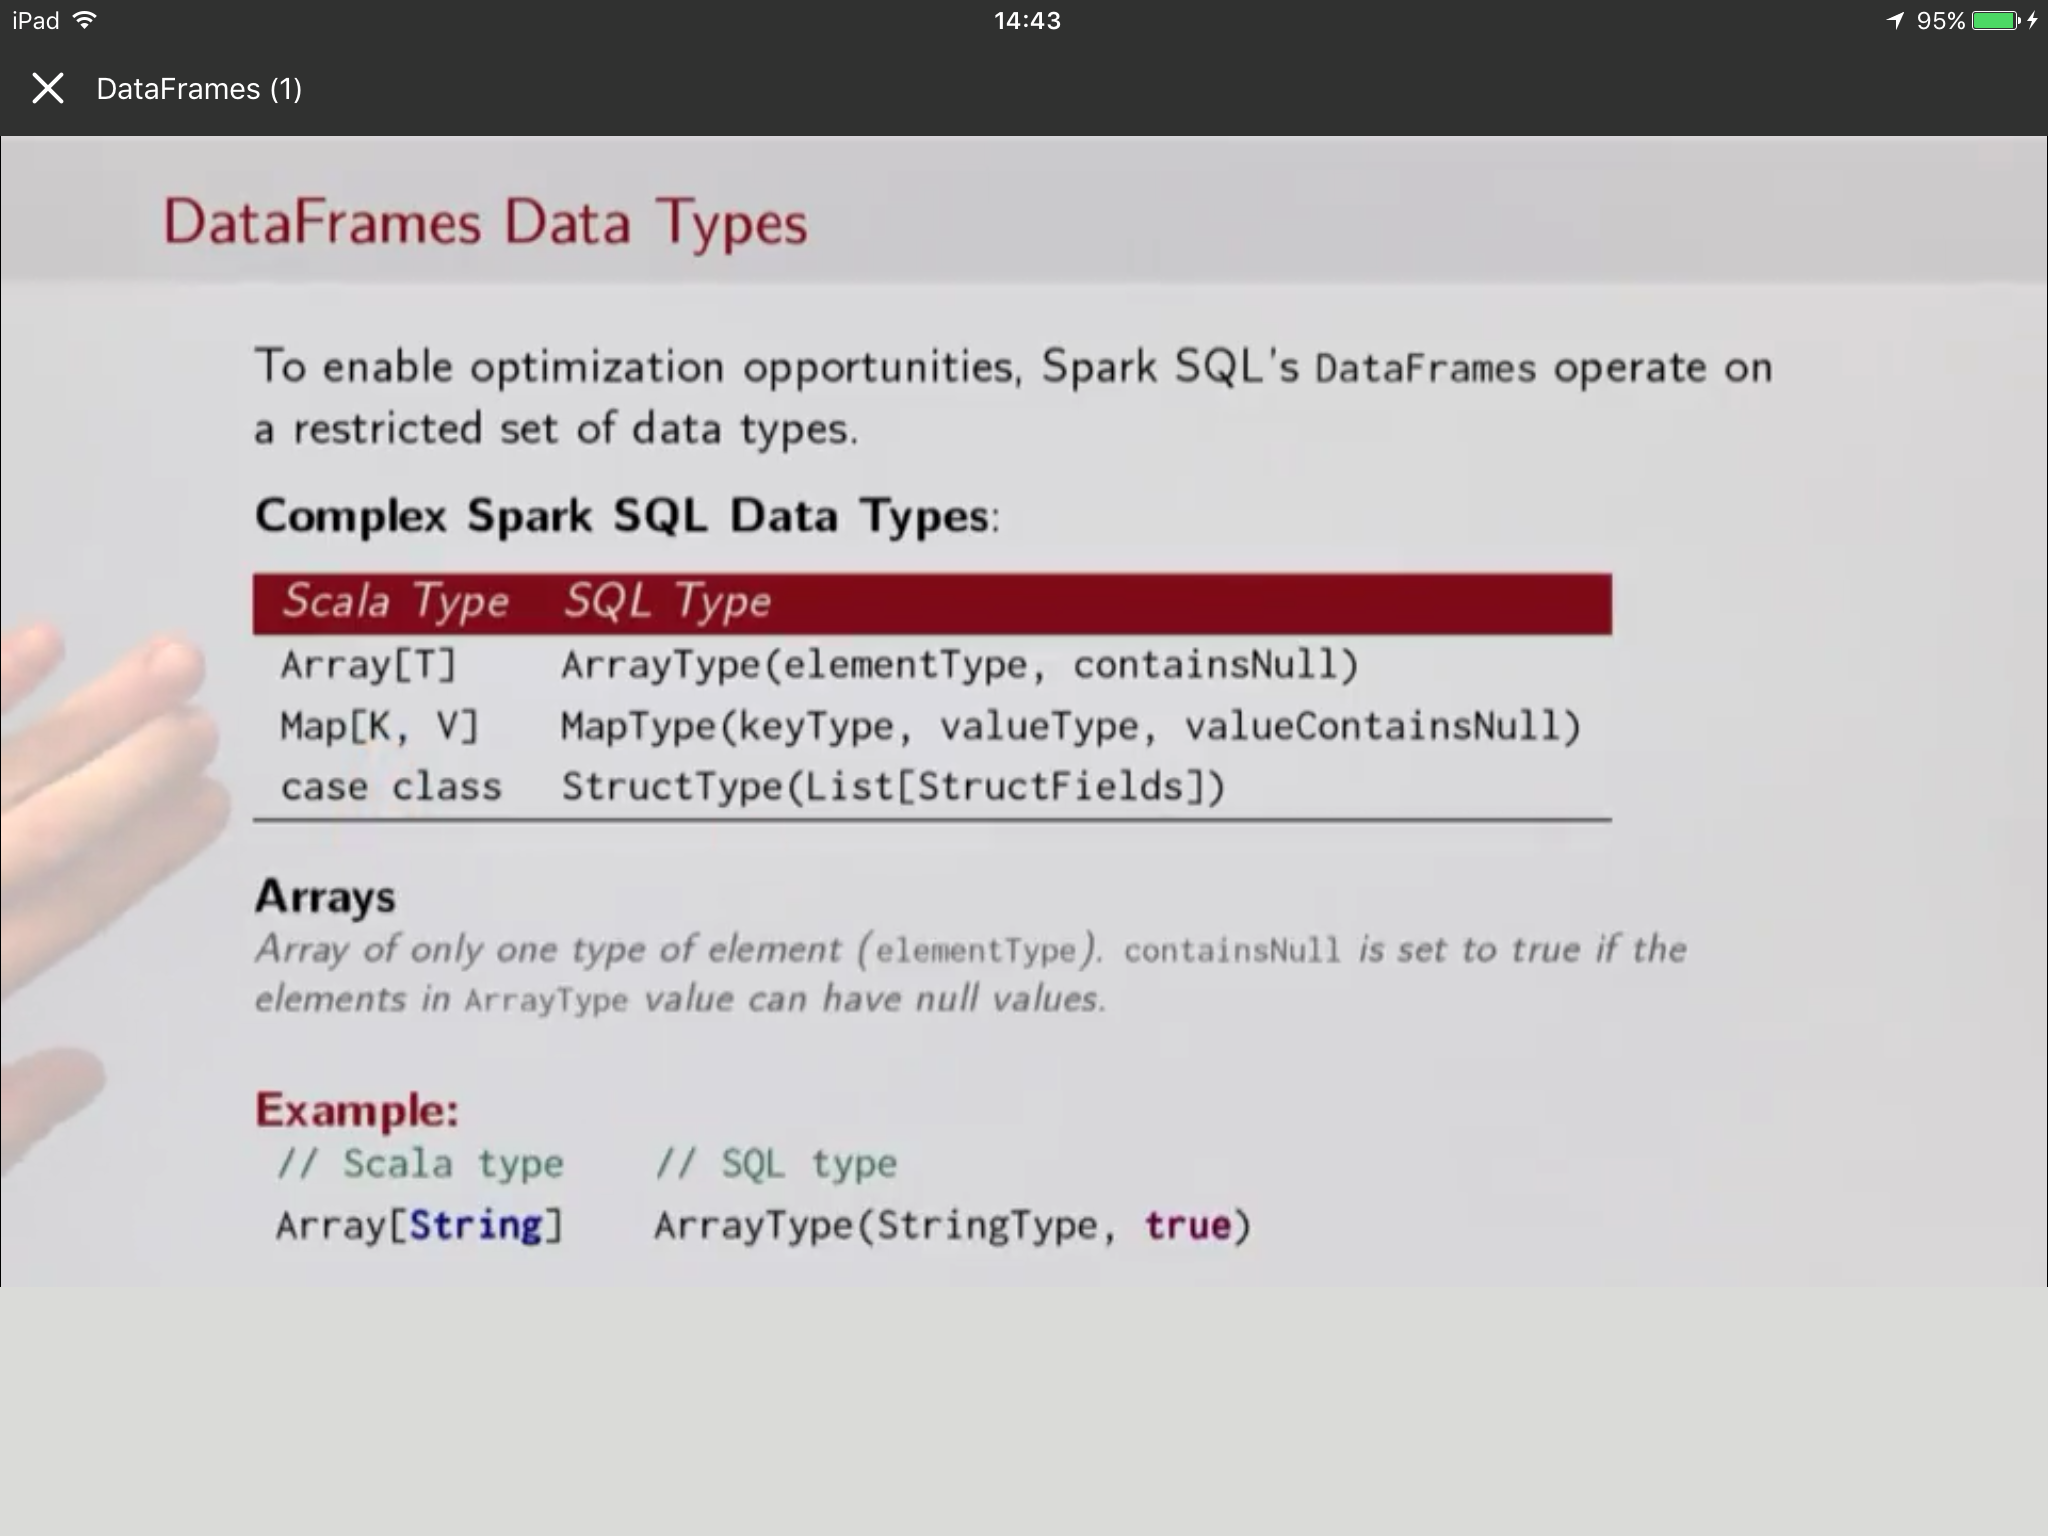 iPad 14:43 95%
DataFrames (1)
DataFrames Data Types
To enable optimization opportunities, Spark SQL's DataFrames operate on
a restricted set of data types.
Complex Spark SQL Data Types:
Scala Type SQL Type
Array[T] ArrayType(elementType, containsNull)
Map[K, V] MapType(keyType, valueType, valueContainsNull)
case class StructType(List[StructFields])
Arrays
Array of only one type of element (elementType). containsNull is set to true if the
elements in ArrayType value can have null values.
Example:
// Scala type // SQL type
Array[String] ArrayType(StringType, true)